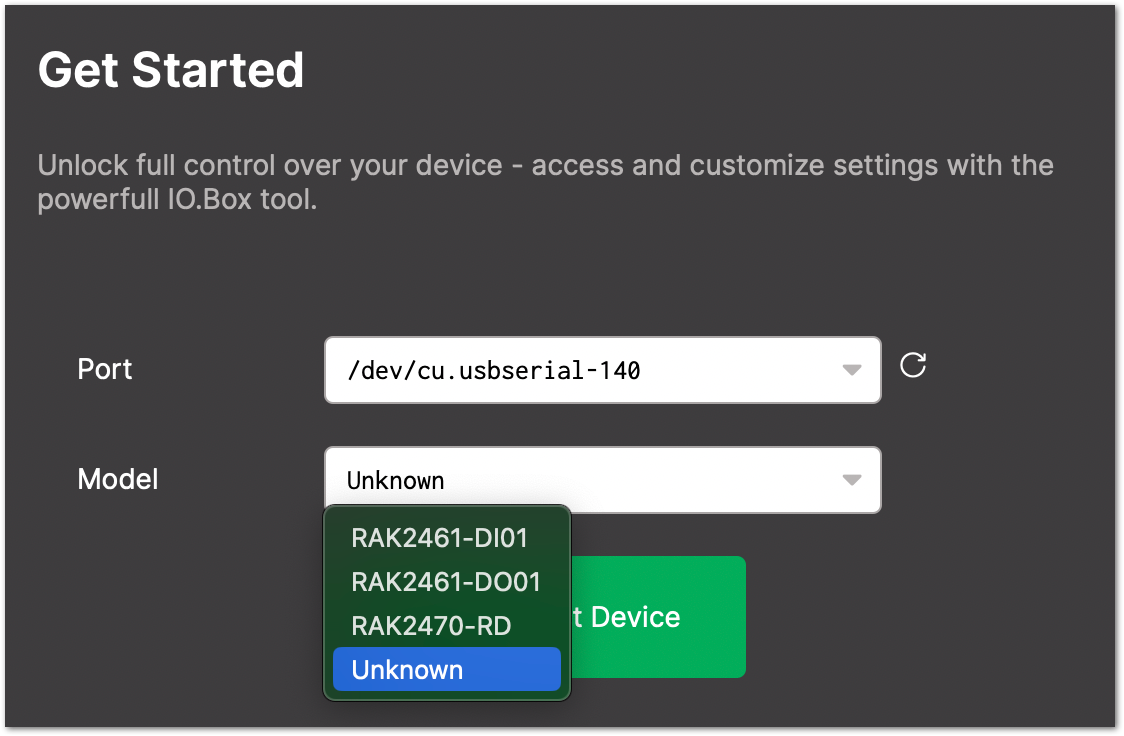 Get Started
Unlock full control over your device - access and customize settings with the
powerfull IO.Box tool.
Port
/dev/cu.usbserial-140
Model
Unknown
RAK2461-DI01
RAK2461-DO01
RAK2470-RD
Unknown
t Device